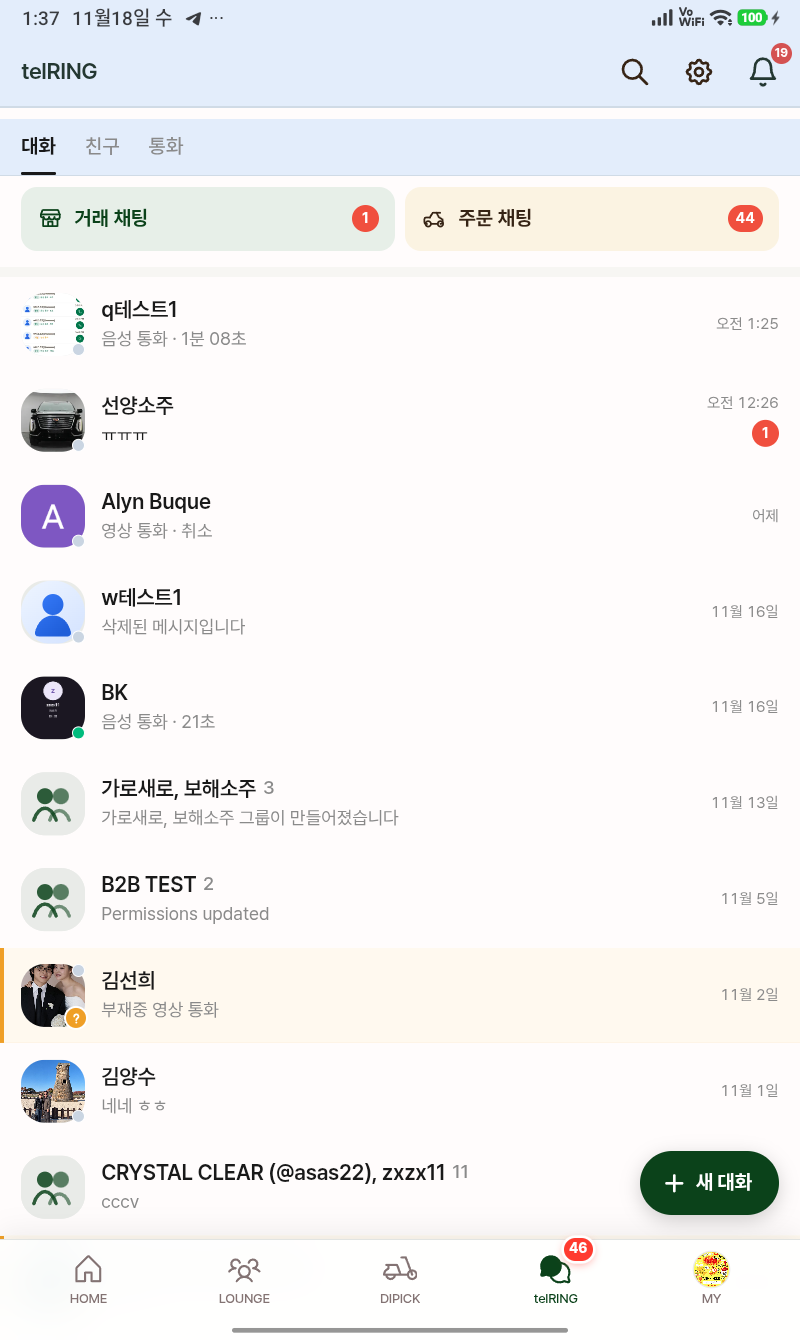 1:37 11월18일 수 ···
Vo WiFi 100
telRING
19
대화 친구 통화
거래 채팅 1
주문 채팅 44
q테스트1
음성 통화 · 1분 08초
오전 1:25
선양소주
ㅠㅠㅠ
오전 12:26
1
A
Alyn Buque
영상 통화 · 취소
어제
w테스트1
삭제된 메시지입니다
11월 16일
BK
음성 통화 · 21초
11월 16일
가로새로, 보해소주 3
가로새로, 보해소주 그룹이 만들어졌습니다
11월 13일
B2B TEST 2
Permissions updated
11월 5일
김선희
부재중 영상 통화
11월 2일
?
김양수
네네 ㅎㅎ
11월 1일
CRYSTAL CLEAR (@asas22), zxzx11 11
cccv
+ 새 대화
46
HOME LOUNGE DIPICK telRING MY